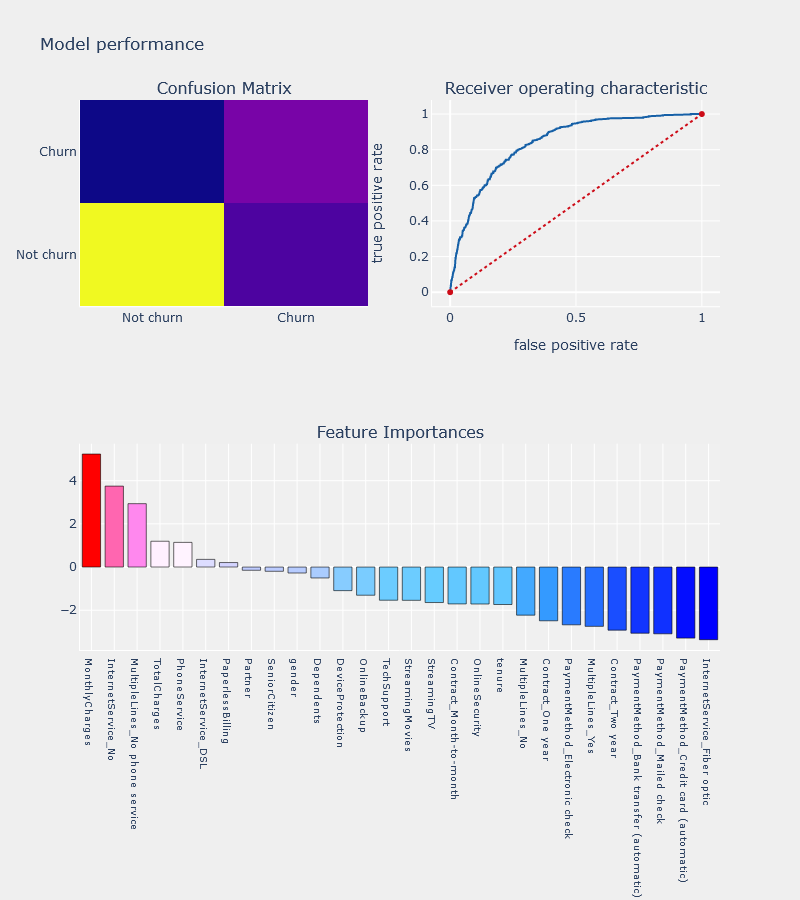 Model performance
Confusion Matrix
Churn
Not churn
Not churn
Churn
Receiver operating characteristic
true positive rate
1
0.8
0.6
0.4
0.2
0
0
0.5
1
false positive rate
Feature Importances
4
2
0
−2
MonthlyCharges
InternetService_No
MultipleLines_No phone service
TotalCharges
PhoneService
InternetService_DSL
PaperlessBilling
Partner
SeniorCitizen
gender
Dependents
DeviceProtection
OnlineBackup
TechSupport
StreamingMovies
StreamingTV
Contract_Month-to-month
OnlineSecurity
tenure
MultipleLines_No
Contract_One year
PaymentMethod_Electronic check
MultipleLines_Yes
Contract_Two year
PaymentMethod_Bank transfer (automatic)
PaymentMethod_Mailed check
PaymentMethod_Credit card (automatic)
InternetService_Fiber optic